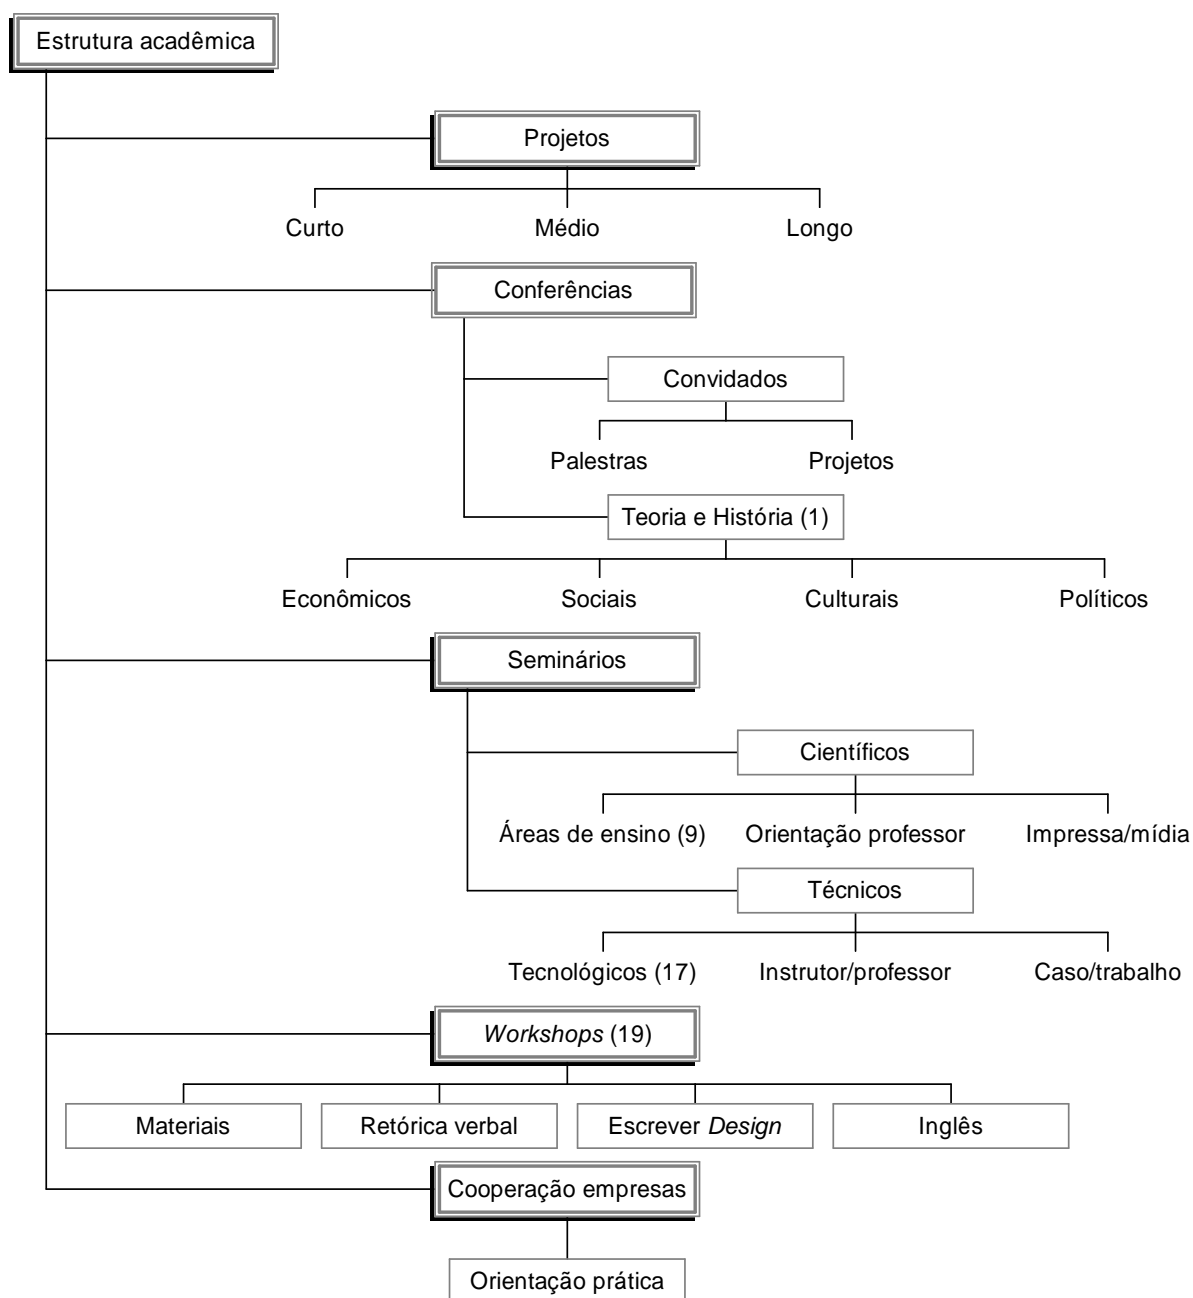 Estrutura acadêmica
Projetos
Curto Médio Longo
Conferências
Convidados
Palestras Projetos
Teoria e História (1)
Econômicos Sociais Culturais Políticos
Seminários
Científicos
Áreas de ensino (9) Orientação professor Impressa/mídia
Técnicos
Tecnológicos (17) Instrutor/professor Caso/trabalho
Workshops (19)
Materiais Retórica verbal Escrever Design Inglês
Cooperação empresas
Orientação prática